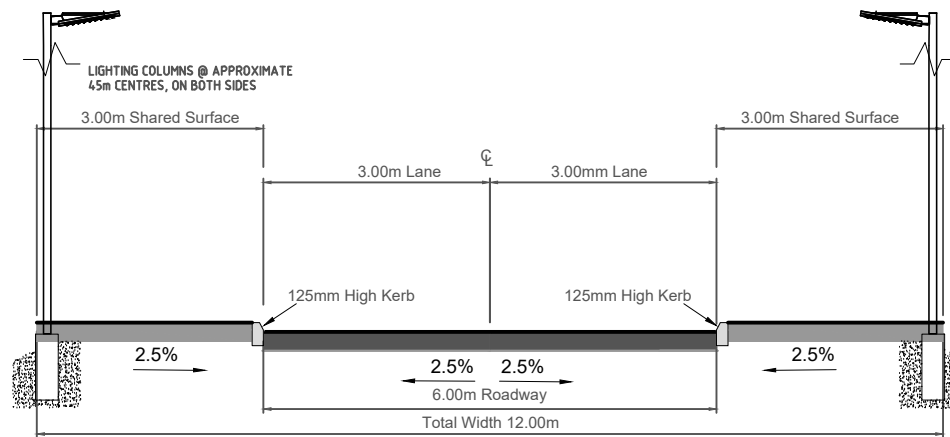 LIGHTING COLUMNS @ APPROXIMATE
45m CENTRES, ON BOTH SIDES
3.00m Shared Surface
3.00m Shared Surface
℄
3.00m Lane
3.00mm Lane
125mm High Kerb
125mm High Kerb
2.5%
2.5%
2.5%
2.5%
6.00m Roadway
Total Width 12.00m